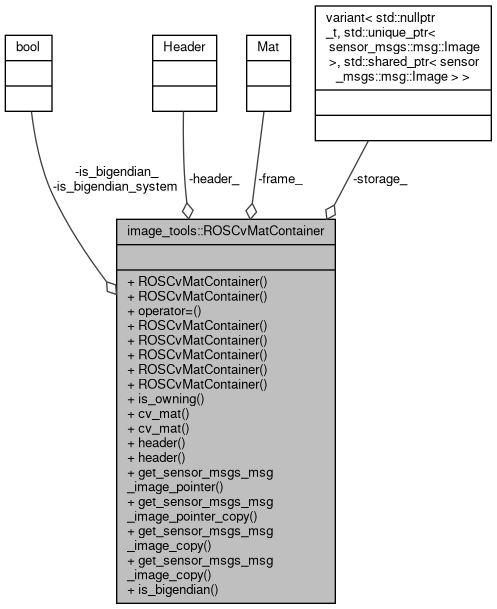 bool
Header
Mat
variant< std::nullptr
_t, std::unique_ptr<
sensor_msgs::msg::Image
>, std::shared_ptr< sensor
_msgs::msg::Image > >
-is_bigendian_
-is_bigendian_system
-header_
-frame_
-storage_
image_tools::ROSCvMatContainer
+ ROSCvMatContainer()
+ ROSCvMatContainer()
+ operator=()
+ ROSCvMatContainer()
+ ROSCvMatContainer()
+ ROSCvMatContainer()
+ ROSCvMatContainer()
+ ROSCvMatContainer()
+ is_owning()
+ cv_mat()
+ cv_mat()
+ header()
+ header()
+ get_sensor_msgs_msg
_image_pointer()
+ get_sensor_msgs_msg
_image_pointer_copy()
+ get_sensor_msgs_msg
_image_copy()
+ get_sensor_msgs_msg
_image_copy()
+ is_bigendian()